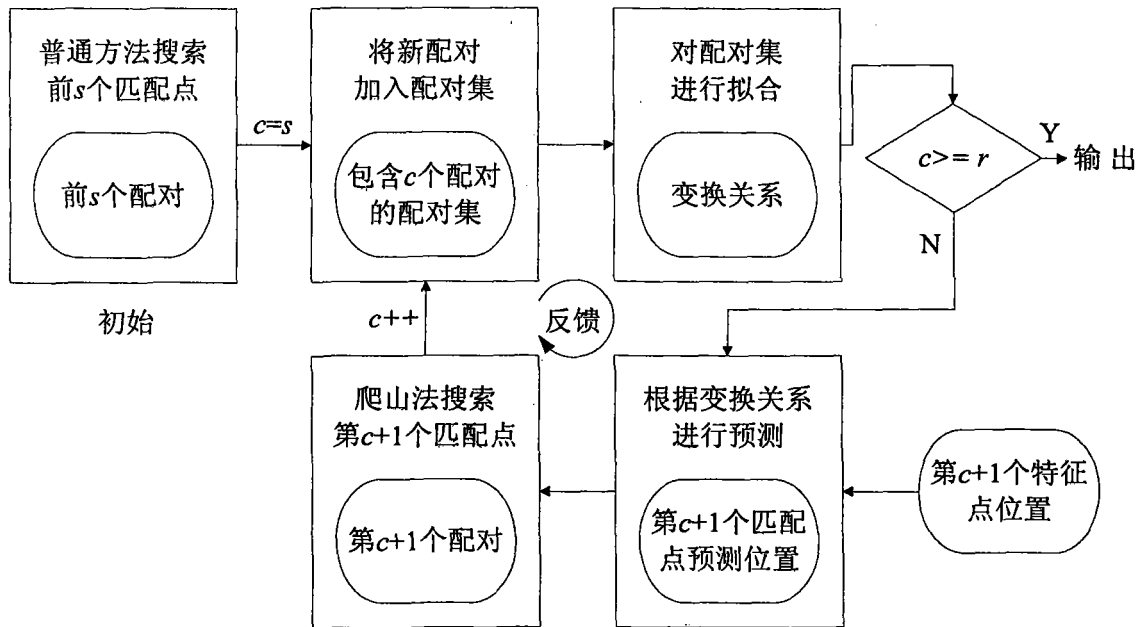 普通方法搜索
前s个匹配点
前s个配对
初始
c=s
将新配对
加入配对集
包含c个配对
的配对集
对配对集
进行拟合
变换关系
c>= r
Y
输 出
N
根据变换关系
进行预测
第c+1个匹配
点预测位置
第c+1个特征
点位置
爬山法搜索
第c+1个匹配点
第c+1个配对
c++
反馈